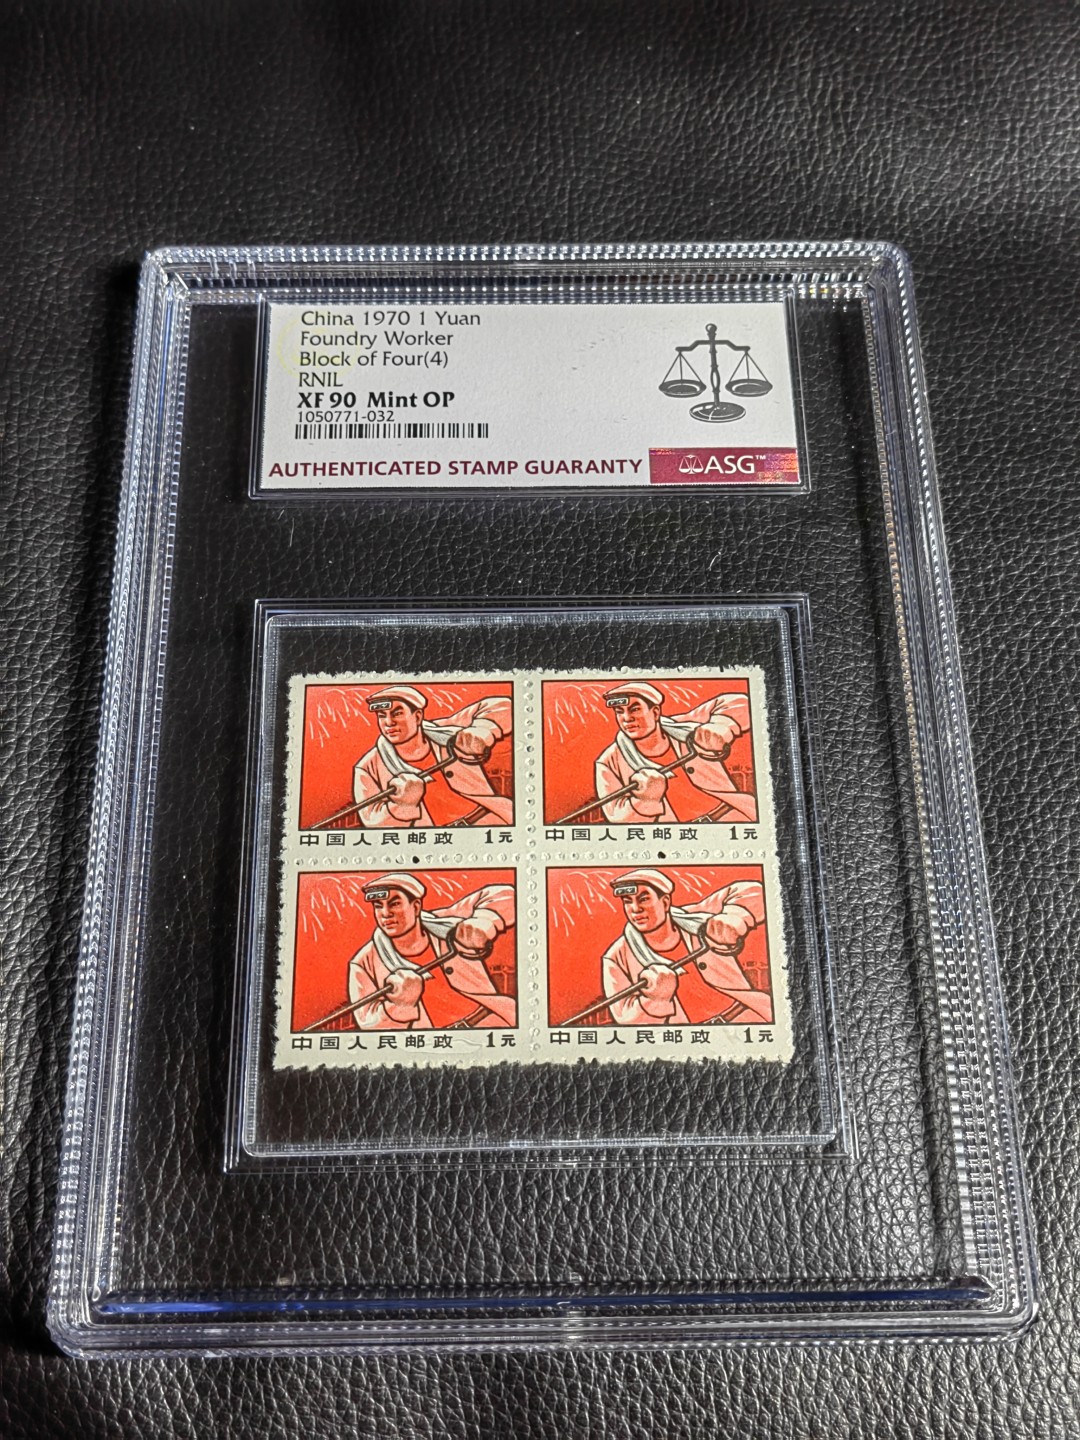 China 1970 1 Yuan
Foundry Worker
Block of Four(4)
RNIL
XF 90 Mint OP
1050771-032
AUTHENTICATED STAMP GUARANTY
ASG™
中国人民邮政 1元
中国人民邮政 1元
中国人民邮政 1元
中国人民邮政 1元